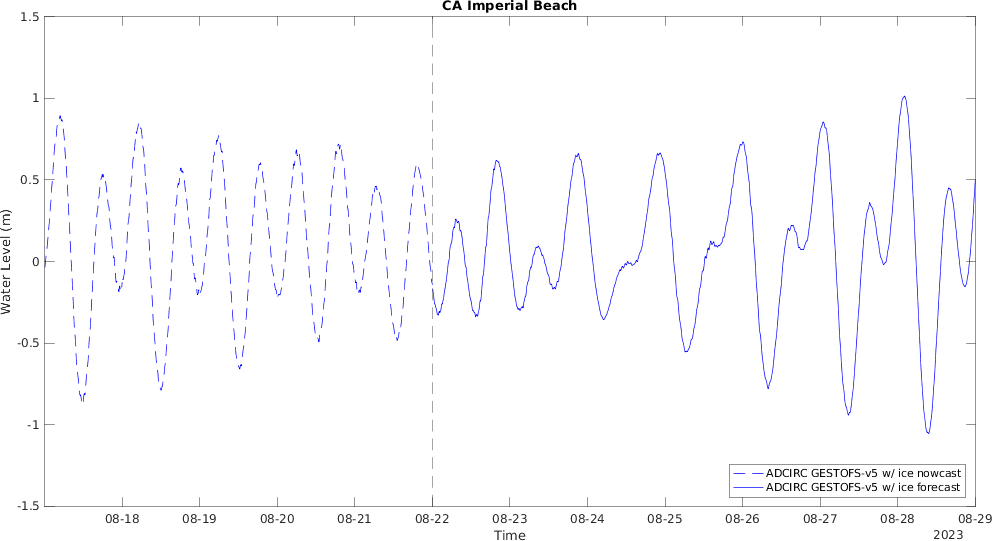 CA Imperial Beach
1.5
1
0.5
0
-0.5
-1
-1.5
Water Level (m)
08-18 08-19 08-20 08-21 08-22 08-23 08-24 08-25 08-26 08-27 08-28 08-29
Time
2023
ADCIRC GESTOFS-v5 w/ ice nowcast
ADCIRC GESTOFS-v5 w/ ice forecast